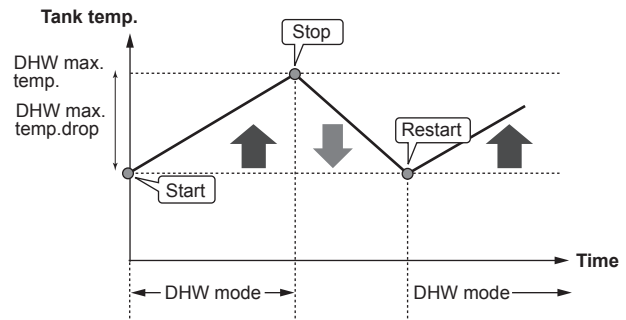 Tank temp.
Stop
DHW max.
temp.
DHW max.
temp.drop
Restart
Start
Time
DHW mode
DHW mode